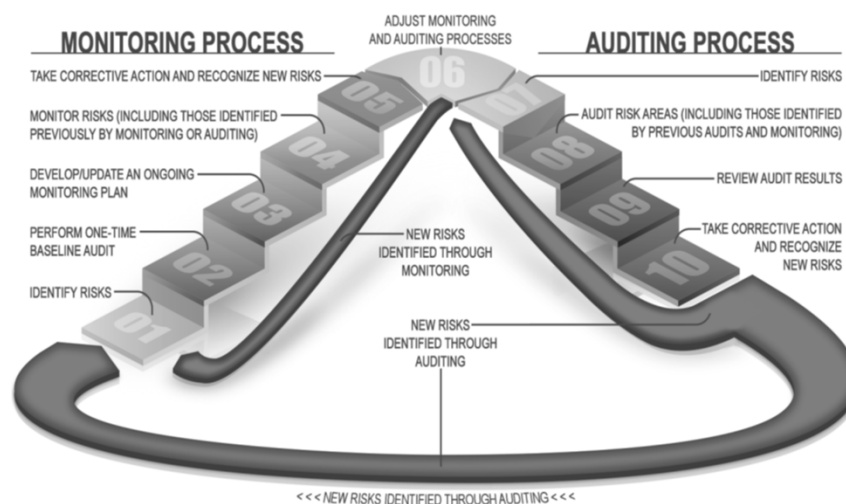 MONITORING PROCESS
ADJUST MONITORING
AND AUDITING PROCESSES
AUDITING PROCESS
TAKE CORRECTIVE ACTION AND RECOGNIZE NEW RISKS
05
06
07
IDENTIFY RISKS
MONITOR RISKS (INCLUDING THOSE IDENTIFIED
PREVIOUSLY BY MONITORING OR AUDITING)
04
08
AUDIT RISK AREAS (INCLUDING THOSE IDENTIFIED
BY PREVIOUS AUDITS AND MONITORING)
DEVELOP/UPDATE AN ONGOING
MONITORING PLAN
03
09
REVIEW AUDIT RESULTS
PERFORM ONE-TIME
BASELINE AUDIT
02
NEW RISKS
IDENTIFIED THROUGH
MONITORING
10
TAKE CORRECTIVE ACTION
AND RECOGNIZE
NEW RISKS
IDENTIFY RISKS
01
NEW RISKS
IDENTIFIED THROUGH
AUDITING
< < < NEW RISKS IDENTIFIED THROUGH AUDITING < < <